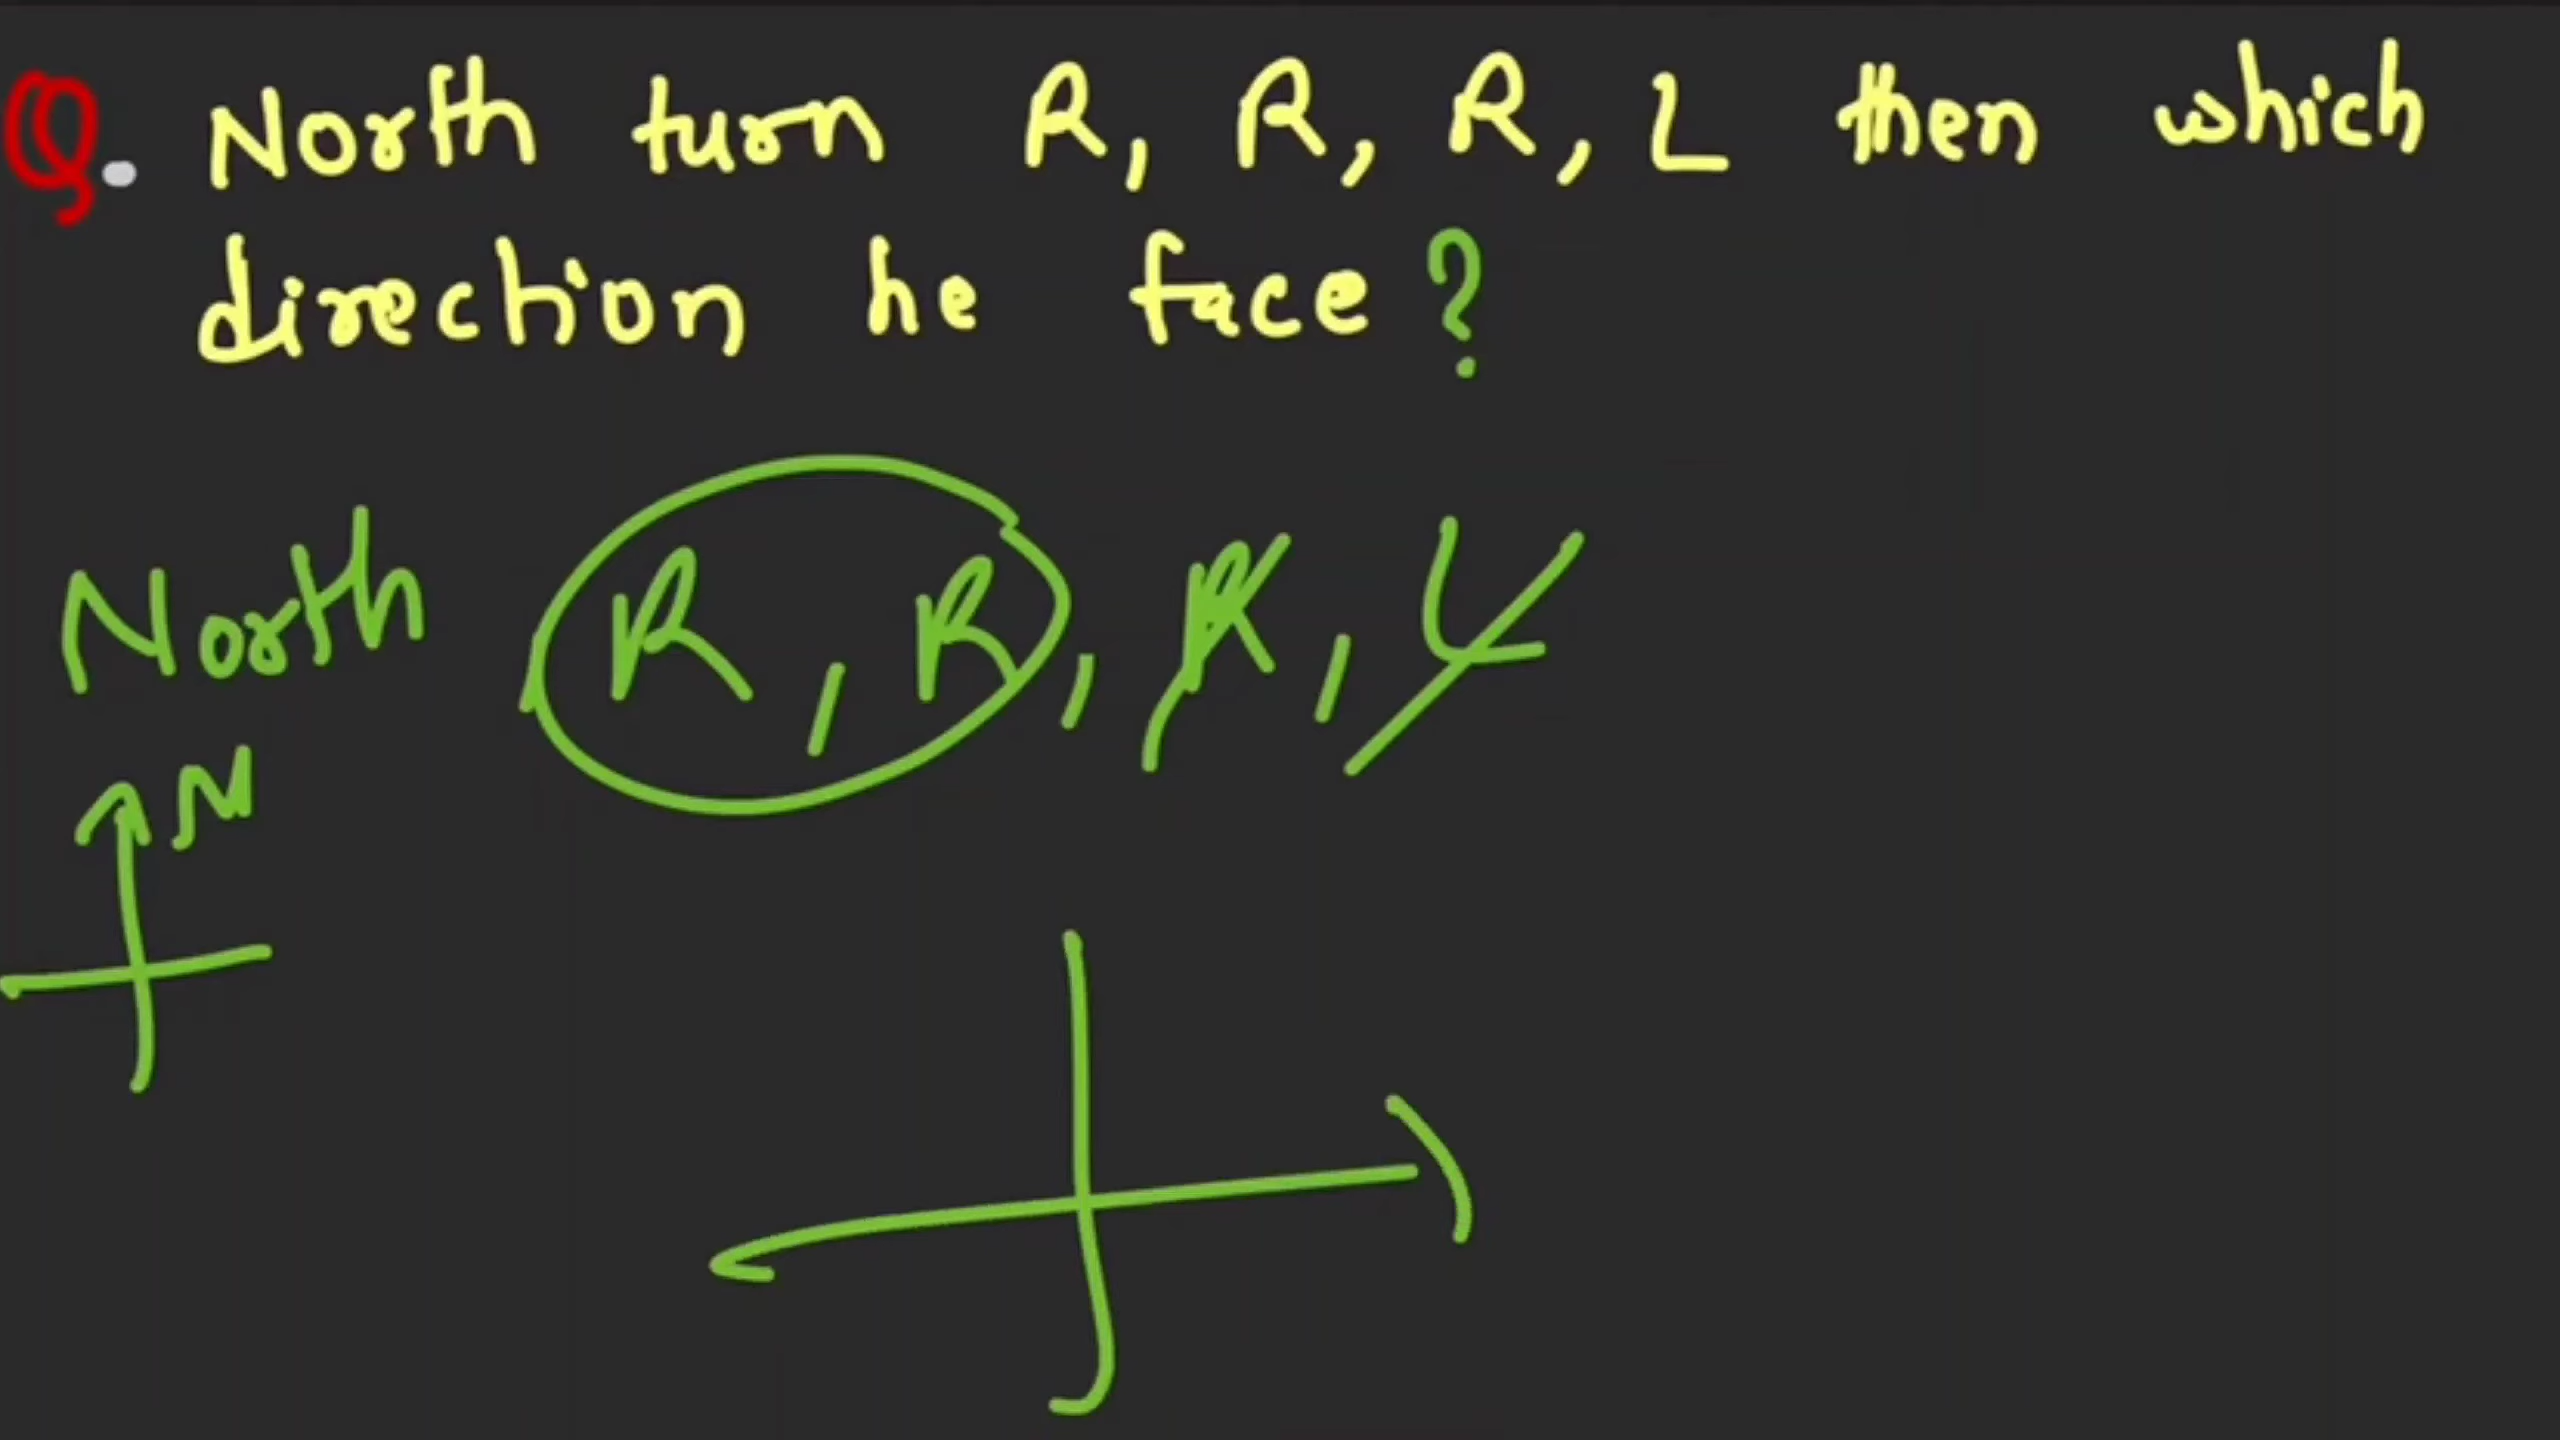 Q. North turn R, R, R, L then which
direction he face?
North R, R, R, L
N